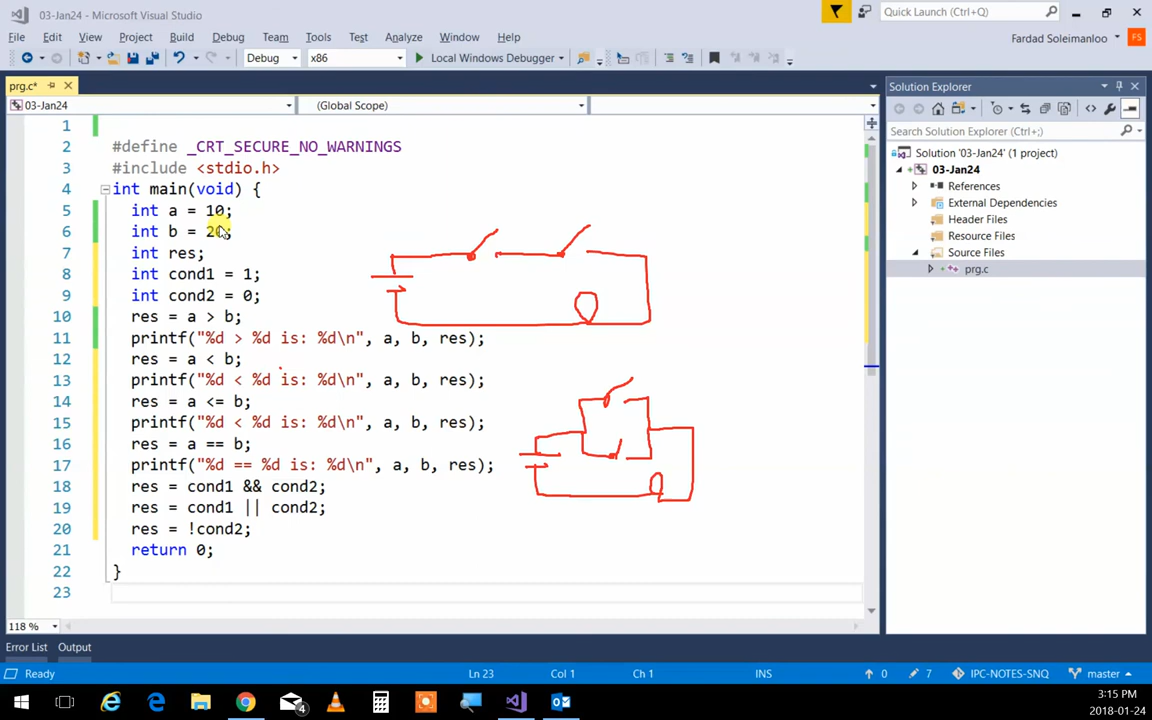 03-Jan24 - Microsoft Visual Studio
Quick Launch (Ctrl+Q)
File Edit View Project Build Debug Team Tools Test Analyze Window Help
Fardad Soleimanloo FS
Debug x86 Local Windows Debugger
prg.c*
03-Jan24 (Global Scope)
1
2 #define _CRT_SECURE_NO_WARNINGS
3 #include <stdio.h>
4 int main(void) {
5 int a = 10;
6 int b = 20;
7 int res;
8 int cond1 = 1;
9 int cond2 = 0;
10 res = a > b;
11 printf("%d > %d is: %d\n", a, b, res);
12 res = a < b;
13 printf("%d < %d is: %d\n", a, b, res);
14 res = a <= b;
15 printf("%d < %d is: %d\n", a, b, res);
16 res = a == b;
17 printf("%d == %d is: %d\n", a, b, res);
18 res = cond1 && cond2;
19 res = cond1 || cond2;
20 res = !cond2;
21 return 0;
22 }
23
118 %
Solution Explorer
Search Solution Explorer (Ctrl+;)
Solution '03-Jan24' (1 project)
03-Jan24
References
External Dependencies
Header Files
Resource Files
Source Files
prg.c
Error List Output
Ready Ln 23 Col 1 Ch 1 INS 0 7 IPC-NOTES-SNQ master
4
3:15 PM
2018-01-24